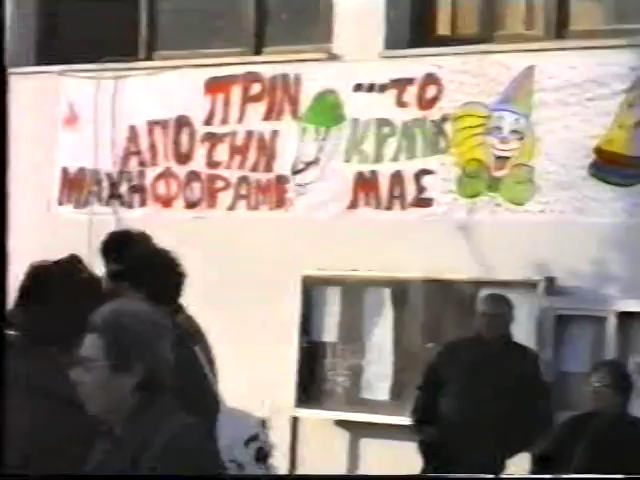 ΠΡΙΝ
ΑΠΟ ΤΗΝ
ΜΑΧΗ ΦΟΡΑΜΕ
...ΤΟ
ΚΡΑΝΟΣ
ΜΑΣ